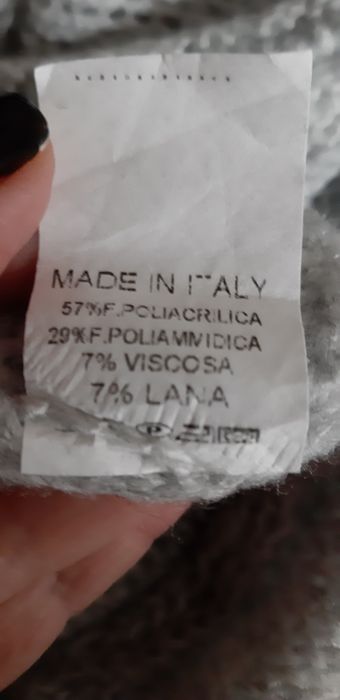 MADE IN ITALY
57%F.POLIACRILICA
29%F.POLIAMMIDICA
7% VISCOSA
7% LANA